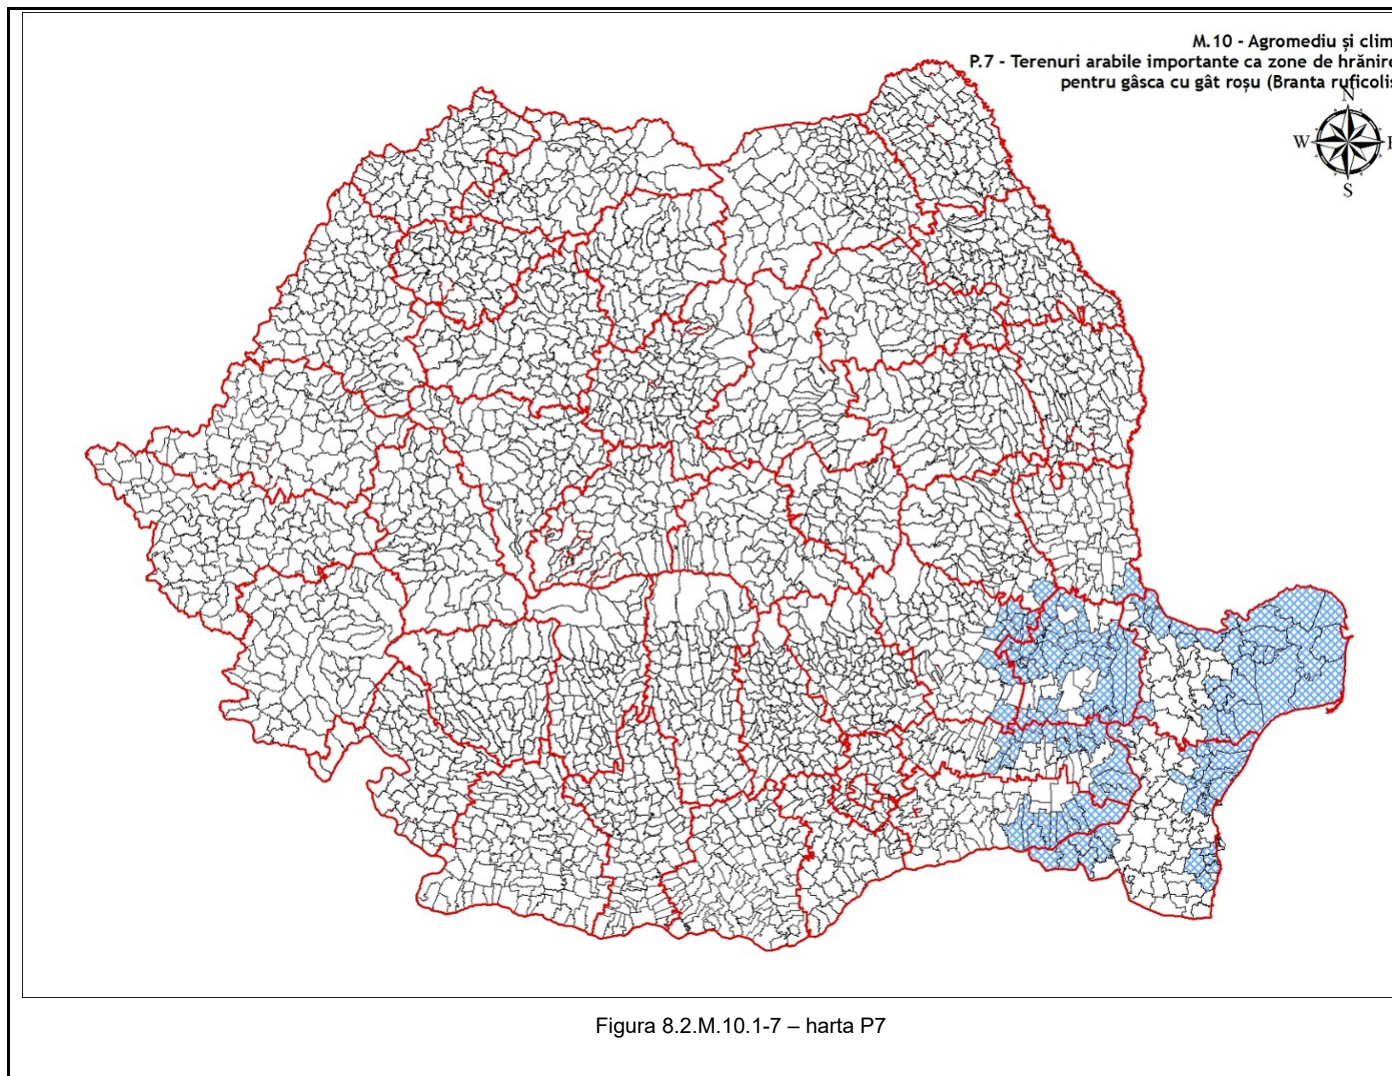 M.10 - Agromediu și clim
P.7 - Terenuri arabile importante ca zone de hrănire
pentru gâsca cu gât roșu (Branta ruficolis
N
W E
S
Figura 8.2.M.10.1-7 – harta P7